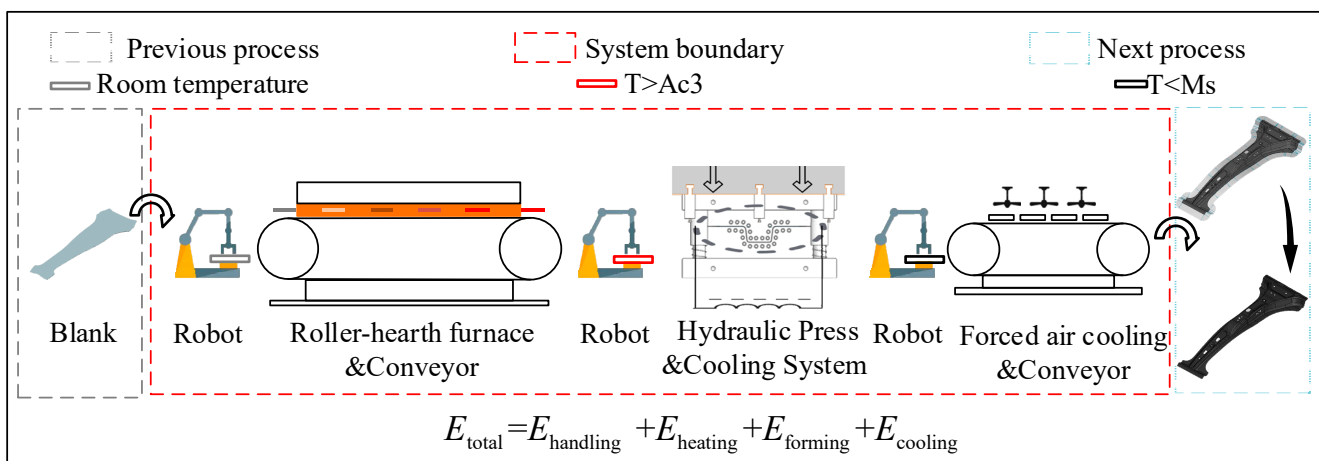 Previous process
System boundary
Next process
Room temperature
T>Ac3
T<Ms
Blank
Robot
Roller-hearth furnace
&Conveyor
Robot
Hydraulic Press
&Cooling System
Robot
Forced air cooling
&Conveyor
E_total=E_handling +E_heating+E_forming+E_cooling